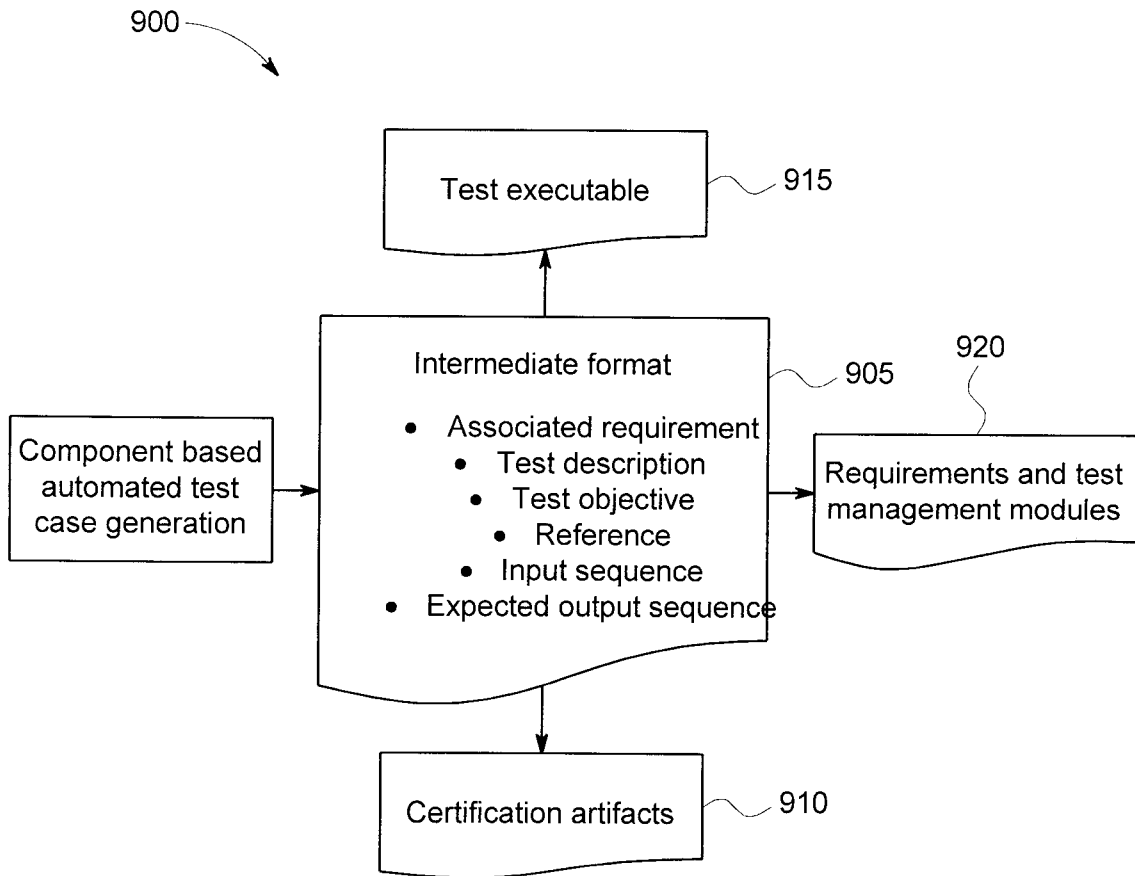 900
Test executable
915
Intermediate format
905
920
• Associated requirement
• Test description
• Test objective
• Reference
• Input sequence
• Expected output sequence
Component based
automated test
case generation
Requirements and test
management modules
Certification artifacts
910